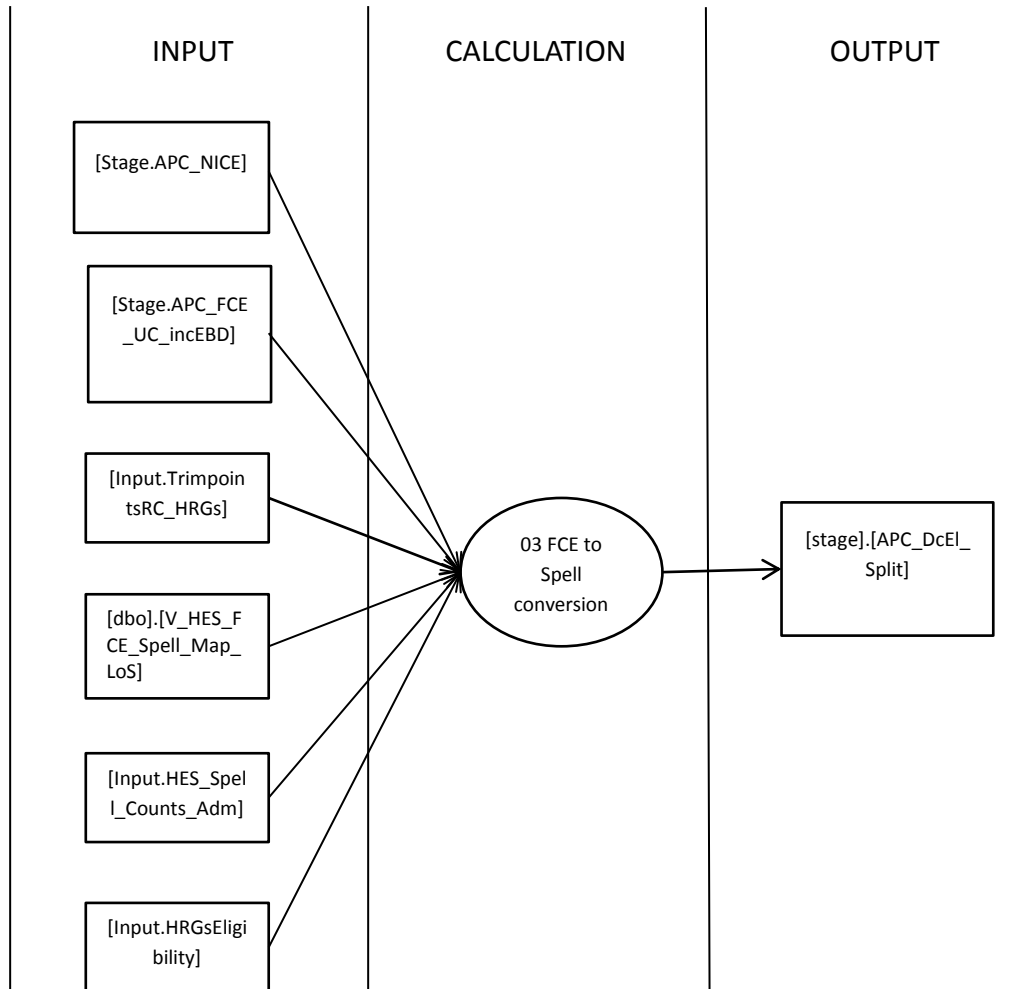 INPUT
CALCULATION
OUTPUT
[Stage.APC_NICE]
[Stage.APC_FCE
_UC_incEBD]
[Input.Trimpoin
tsRC_HRGs]
[dbo].[V_HES_F
CE_Spell_Map_
LoS]
[Input.HES_Spel
l_Counts_Adm]
[Input.HRGsEligi
bility]
03 FCE to
Spell
conversion
[stage].[APC_DcEl_
Split]